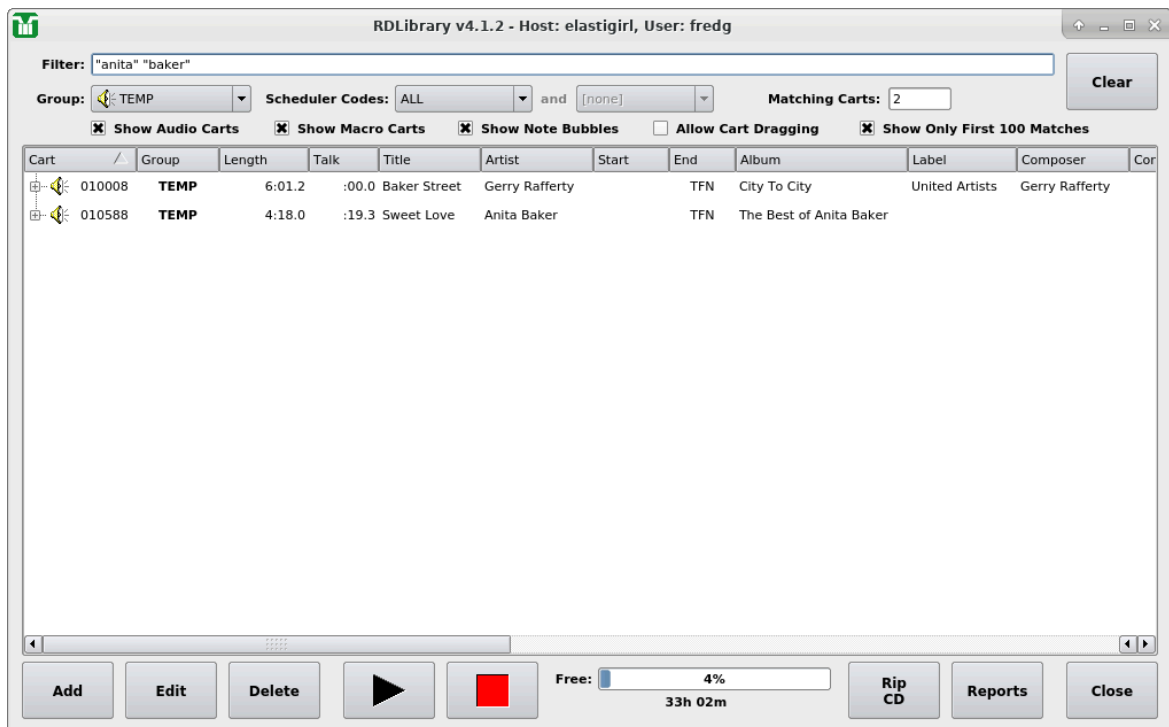 RDLibrary v4.1.2 - Host: elastigirl, User: fredg
Filter: "anita" "baker"
Clear
Group: TEMP Scheduler Codes: ALL and [none] Matching Carts: 2
Show Audio Carts Show Macro Carts Show Note Bubbles Allow Cart Dragging Show Only First 100 Matches
Cart Group Length Talk Title Artist Start End Album Label Composer Cor
010008 TEMP 6:01.2 :00.0 Baker Street Gerry Rafferty TFN City To City United Artists Gerry Rafferty
010588 TEMP 4:18.0 :19.3 Sweet Love Anita Baker TFN The Best of Anita Baker
Add Edit Delete Free: 4% Rip CD Reports Close
33h 02m